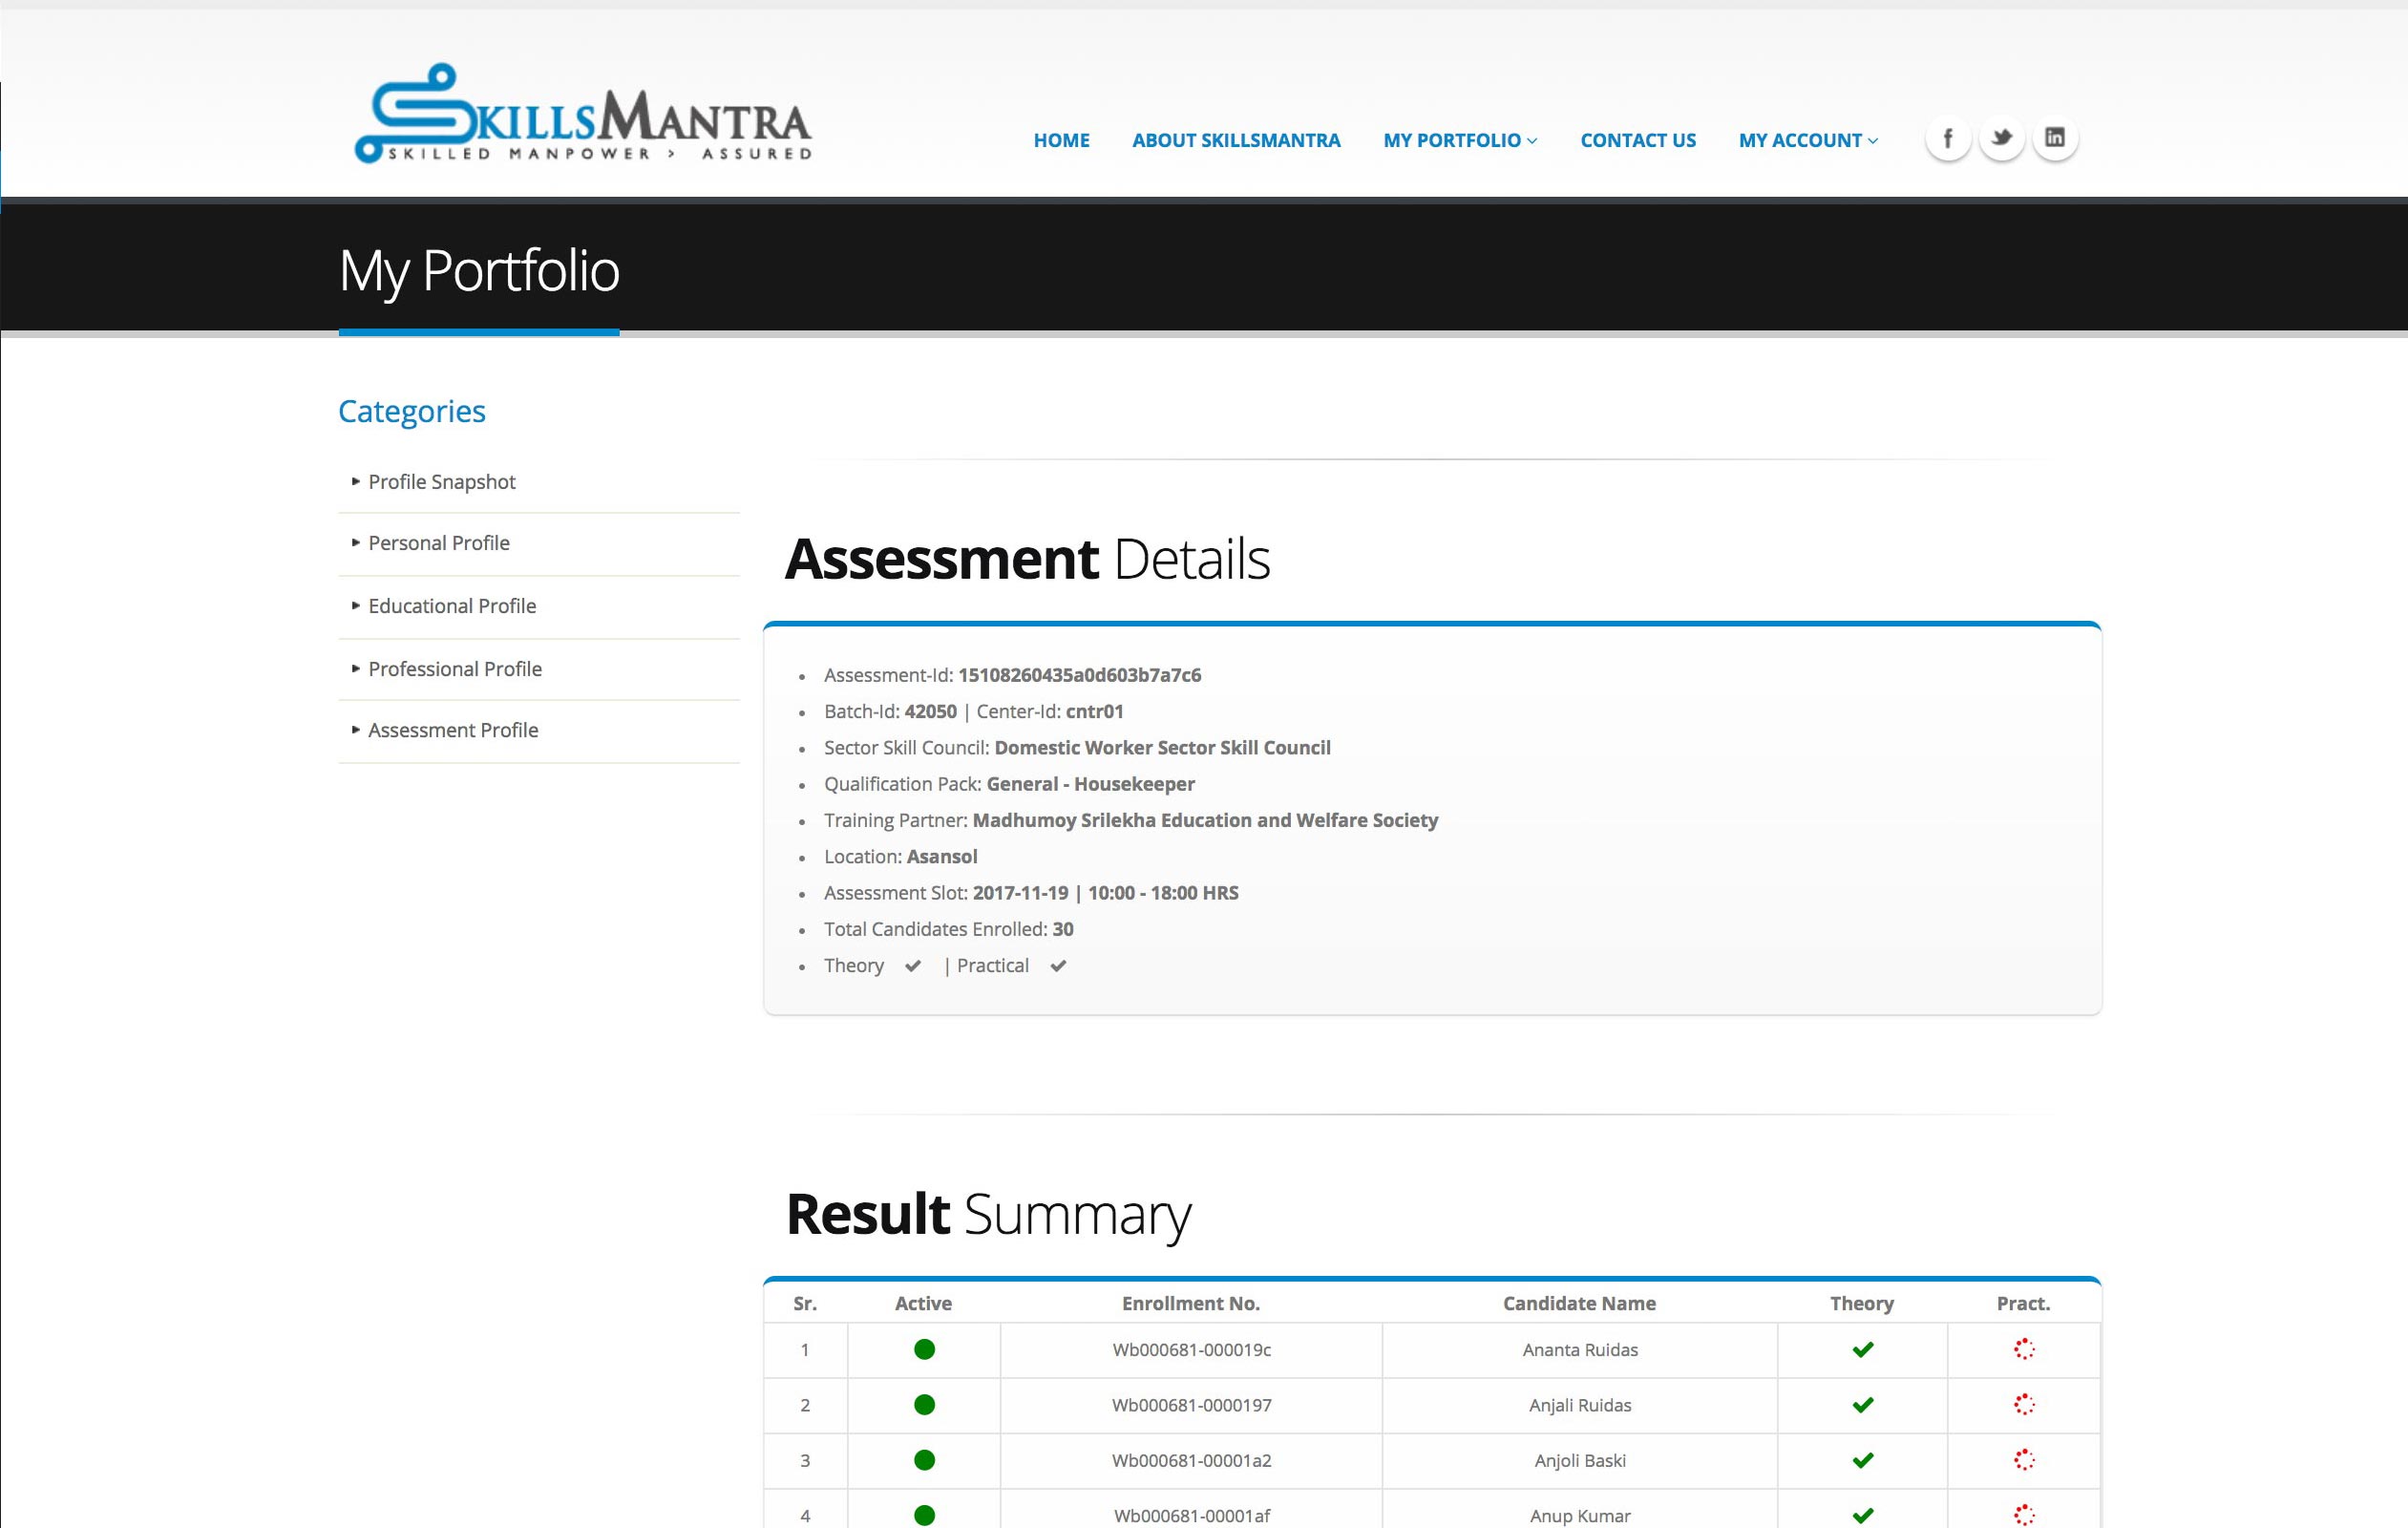 SKILLSMANTRA
SKILLED MANPOWER > ASSURED
HOME ABOUT SKILLSMANTRA MY PORTFOLIO CONTACT US MY ACCOUNT
My Portfolio
Categories
Profile Snapshot
Personal Profile
Educational Profile
Professional Profile
Assessment Profile
Assessment Details
Assessment-Id: 15108260435a0d603b7a7c6
Batch-Id: 42050 | Center-Id: cntr01
Sector Skill Council: Domestic Worker Sector Skill Council
Qualification Pack: General - Housekeeper
Training Partner: Madhumoy Srilekha Education and Welfare Society
Location: Asansol
Assessment Slot: 2017-11-19 | 10:00 - 18:00 HRS
Total Candidates Enrolled: 30
Theory ✔ | Practical ✔
Result Summary
Sr. Active Enrollment No. Candidate Name Theory Pract.
1 Wb000681-000019c Ananta Ruidas
2 Wb000681-0000197 Anjali Ruidas
3 Wb000681-00001a2 Anjoli Baski
4 Wb000681-00001af Anup Kumar